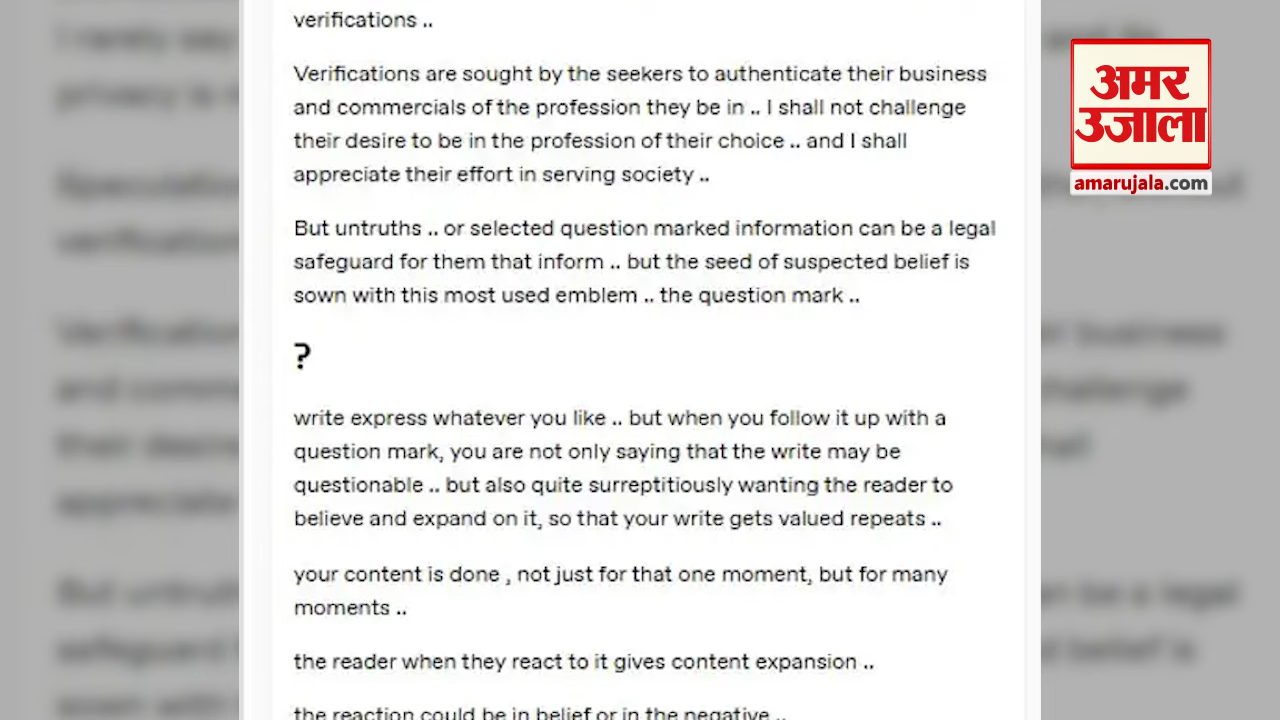 verifications ..
Verifications are sought by the seekers to authenticate their business
and commercials of the profession they be in .. I shall not challenge
their desire to be in the profession of their choice .. and I shall
appreciate their effort in serving society ..
But untruths .. or selected question marked information can be a legal
safeguard for them that inform .. but the seed of suspected belief is
sown with this most used emblem .. the question mark ..
?
write express whatever you like .. but when you follow it up with a
question mark, you are not only saying that the write may be
questionable .. but also quite surreptitiously wanting the reader to
believe and expand on it, so that your write gets valued repeats ..
your content is done , not just for that one moment, but for many
moments ..
the reader when they react to it gives content expansion ..
the reaction could be in belief or in the negative ..
अमर
उजाला
amarujala.com